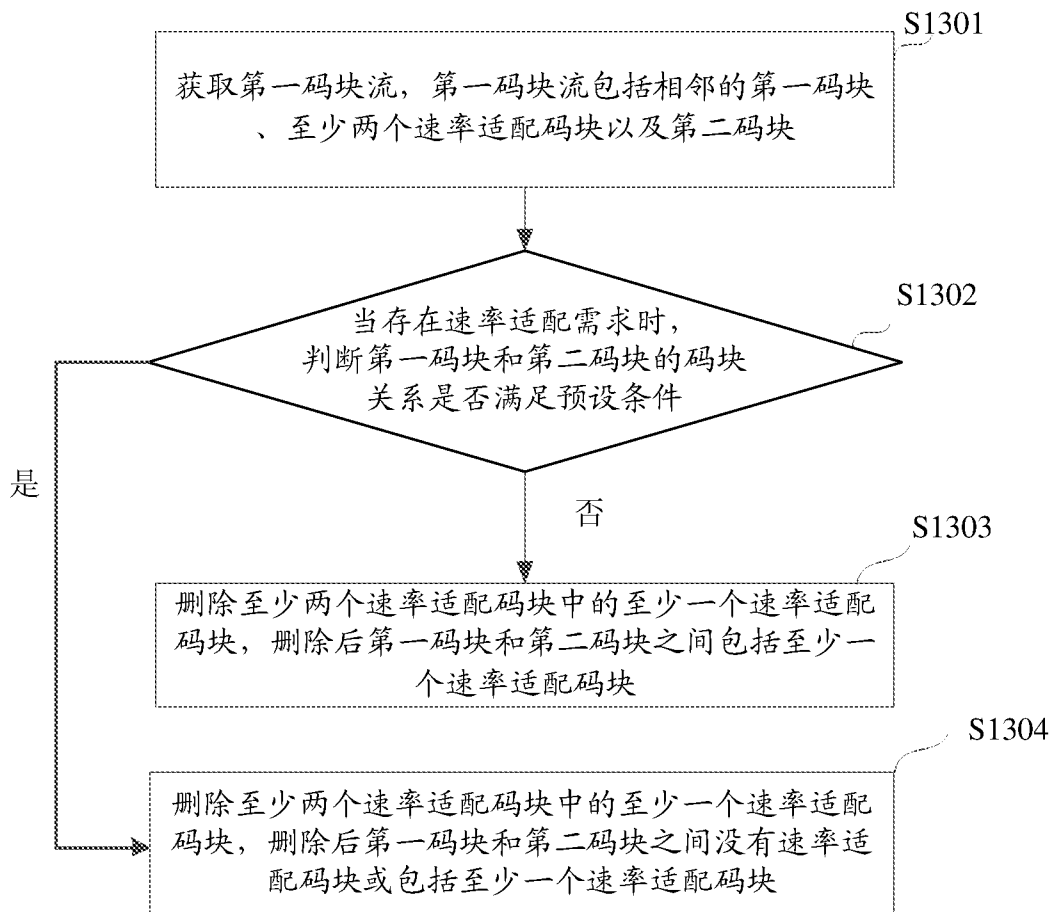 S1301
获取第一码块流，第一码块流包括相邻的第一码块
、至少两个速率适配码块以及第二码块
S1302
当存在速率适配需求时，
判断第一码块和第二码块的码块
关系是否满足预设条件
是
否
S1303
删除至少两个速率适配码块中的至少一个速率适配
码块，删除后第一码块和第二码块之间包括至少一
个速率适配码块
S1304
删除至少两个速率适配码块中的至少一个速率适配
码块，删除后第一码块和第二码块之间没有速率适
配码块或包括至少一个速率适配码块